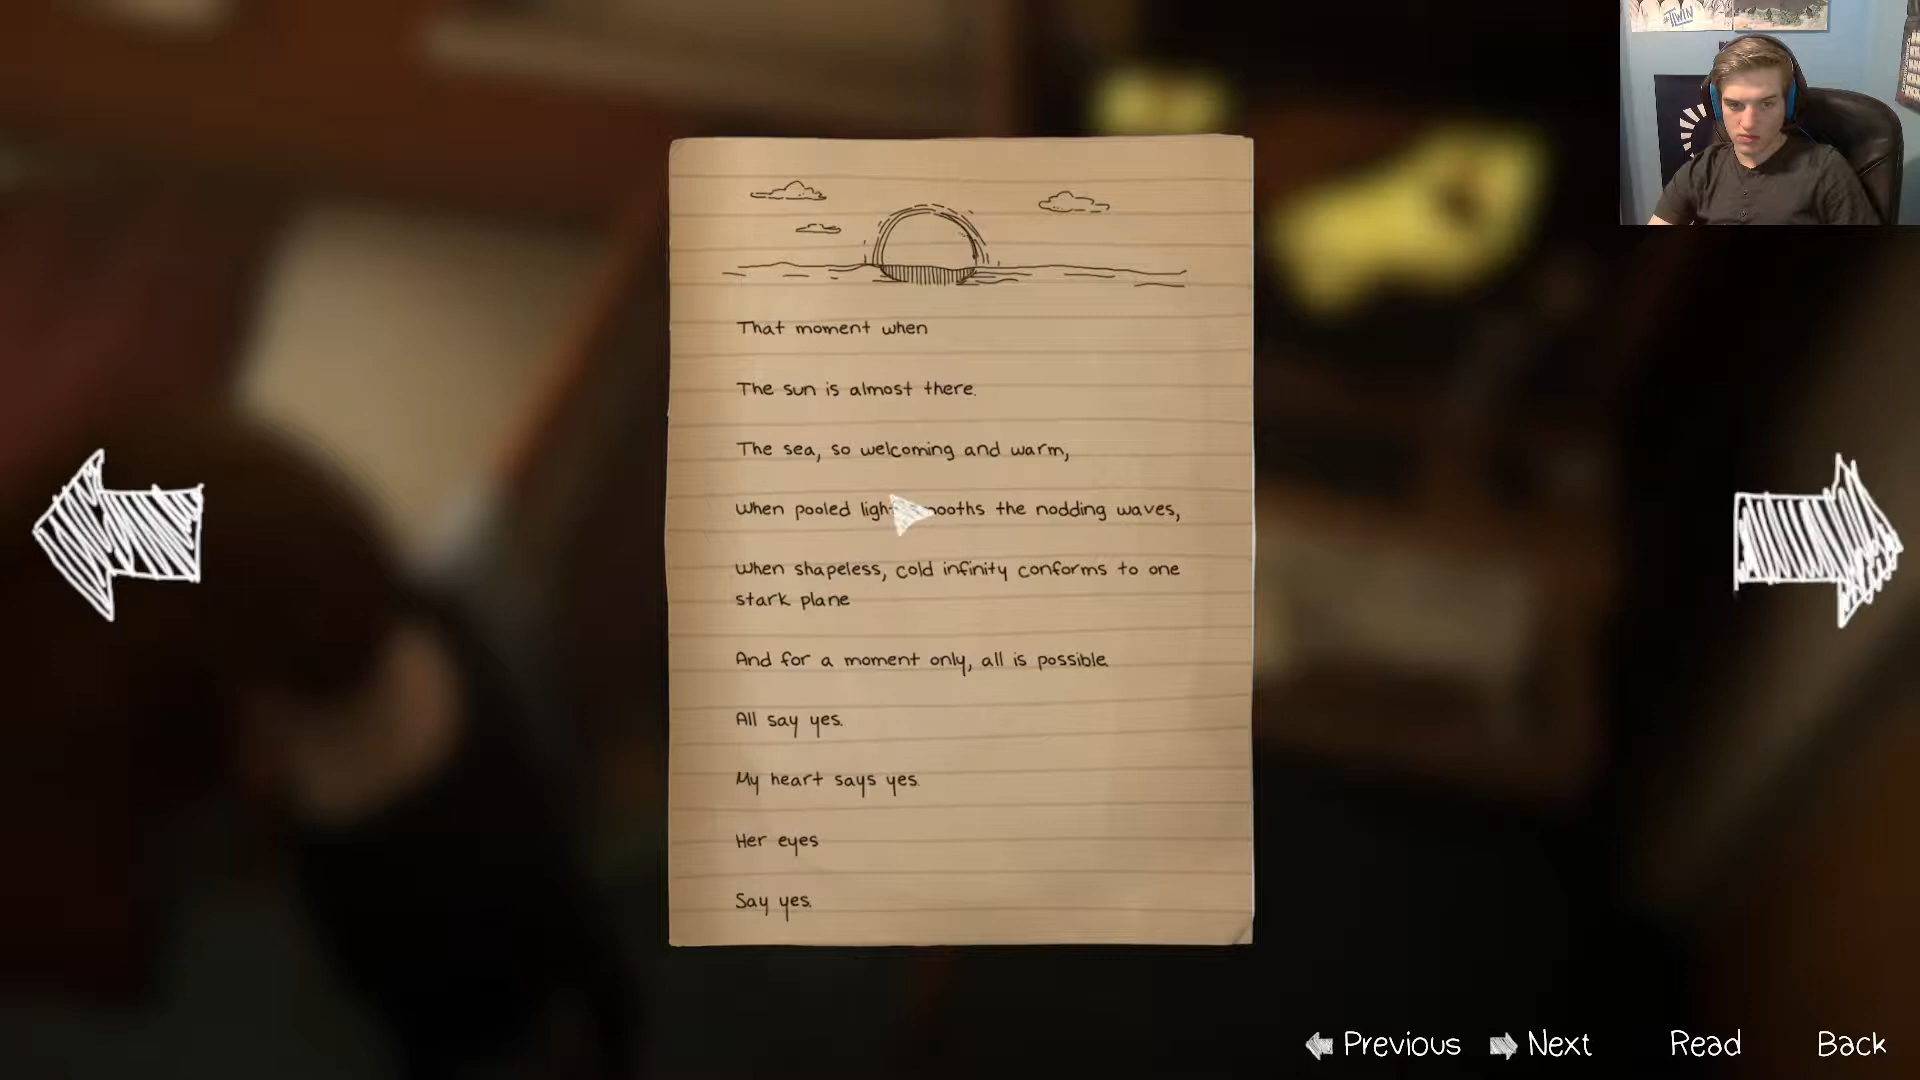 TWIN
That moment when
The sun is almost there.
The sea, so welcoming and warm,
When pooled the nodding waves,
When shapeless, cold infinity conforms to one
stark plane
And for a moment only, all is possible
All say yes.
My heart says yes.
Her eyes
Say yes.
Previous Next Read Back